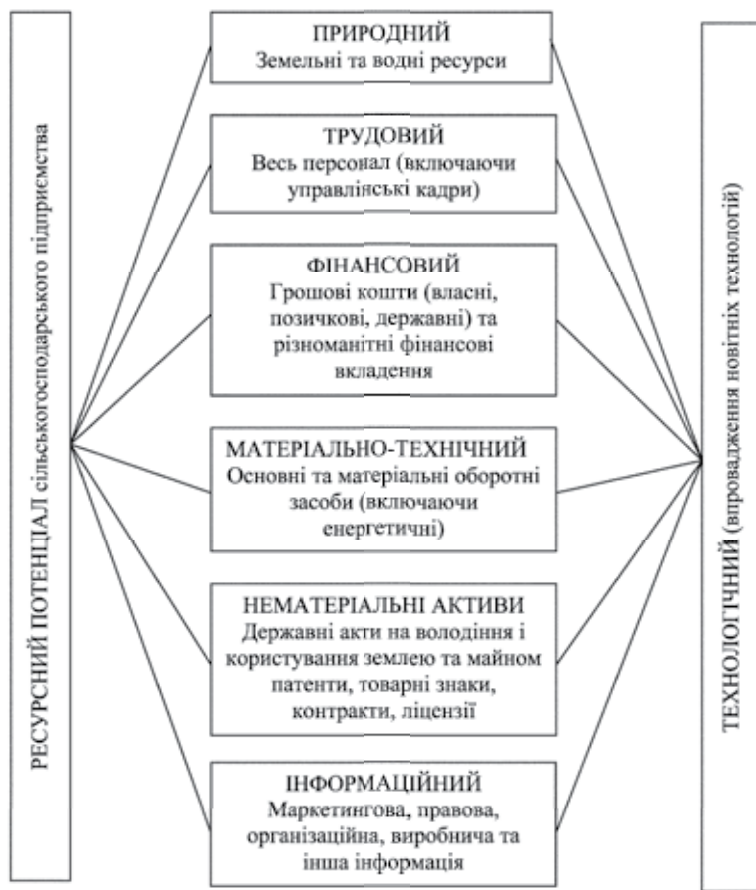 РЕСУРСНИЙ ПОТЕНЦІАЛ сільськогосподарського підприємства
ПРИРОДНИЙ
Земельні та водні ресурси
ТРУДОВИЙ
Весь персонал (включаючи
управлінські кадри)
ФІНАНСОВИЙ
Грошові кошти (власні,
позичкові, державні) та
різноманітні фінансові
вкладення
МАТЕРІАЛЬНО-ТЕХНІЧНИЙ
Основні та матеріальні оборотні
засоби (включаючи
енергетичні)
НЕМАТЕРІАЛЬНІ АКТИВИ
Державні акти на володіння і
користування землею та майном
патенти, товарні знаки,
контракти, ліцензії
ІНФОРМАЦІЙНИЙ
Маркетингова, правова,
організаційна, виробнича та
інша інформація
ТЕХНОЛОГІЧНИЙ (впровадження новітніх технологій)